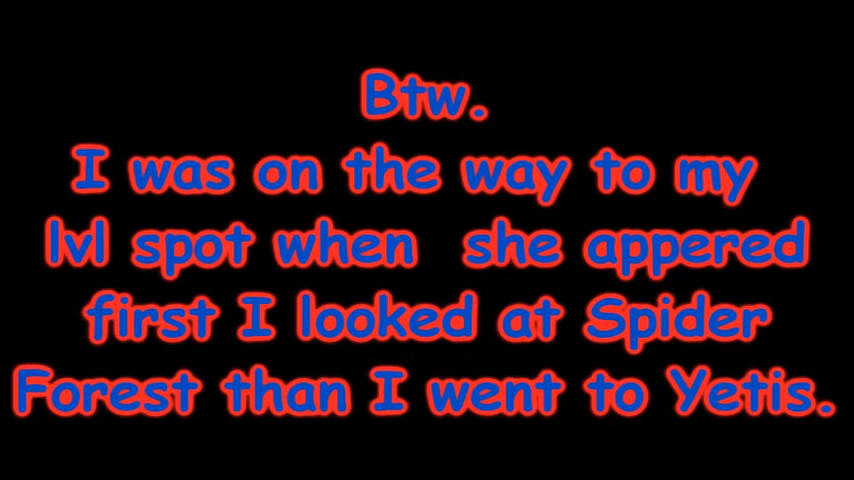 Btw.
I was on the way to my
lvl spot when she appered
first I looked at Spider
Forest than I went to Yetis.